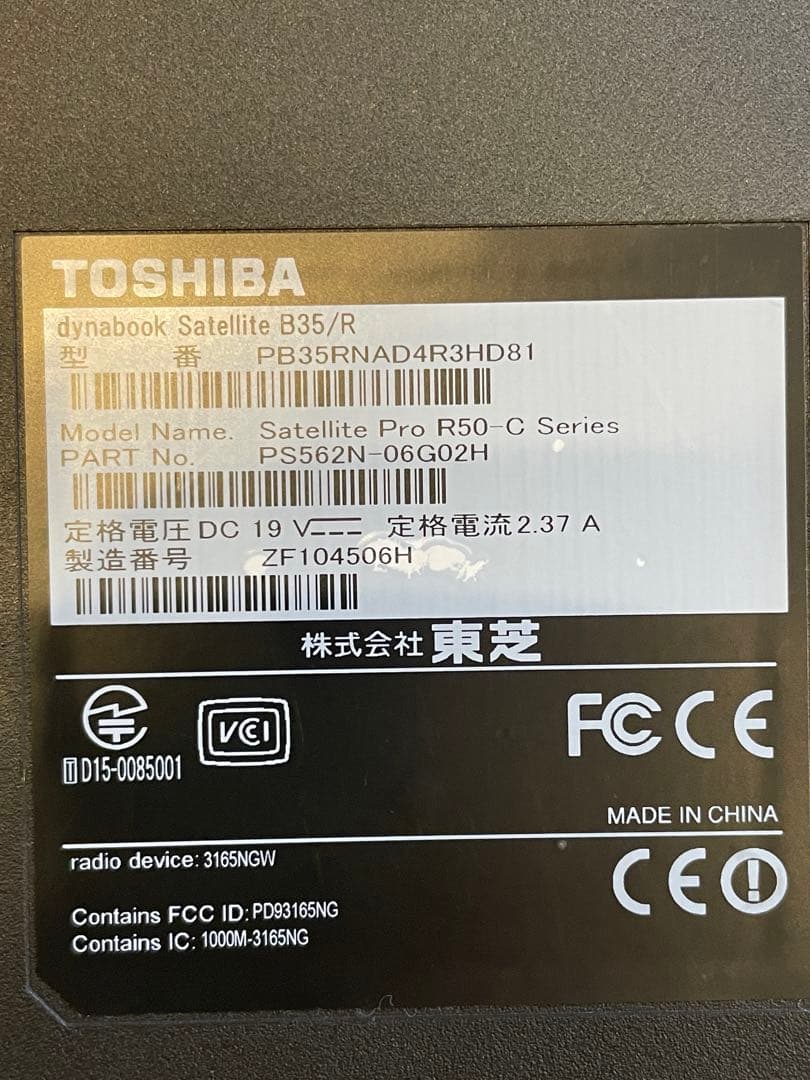 TOSHIBA
dynabook Satellite B35/R
型 番 PB35RNAD4R3HD81
Model Name. Satellite Pro R50-C Series
PART No. PS562N-06G02H
定格電圧 DC 19 V 定格電流 2.37 A
製造番号 ZF104506H
株式会社 東芝
VCI
FC CE
T D15-0085001
MADE IN CHINA
radio device: 3165NGW
CE
Contains FCC ID: PD93165NG
Contains IC: 1000M-3165NG